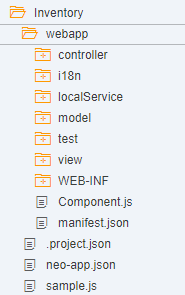 Inventory
webapp
controller
i18n
localService
model
test
view
WEB-INF
Component.js
manifest.json
.project.json
neo-app.json
sample.js